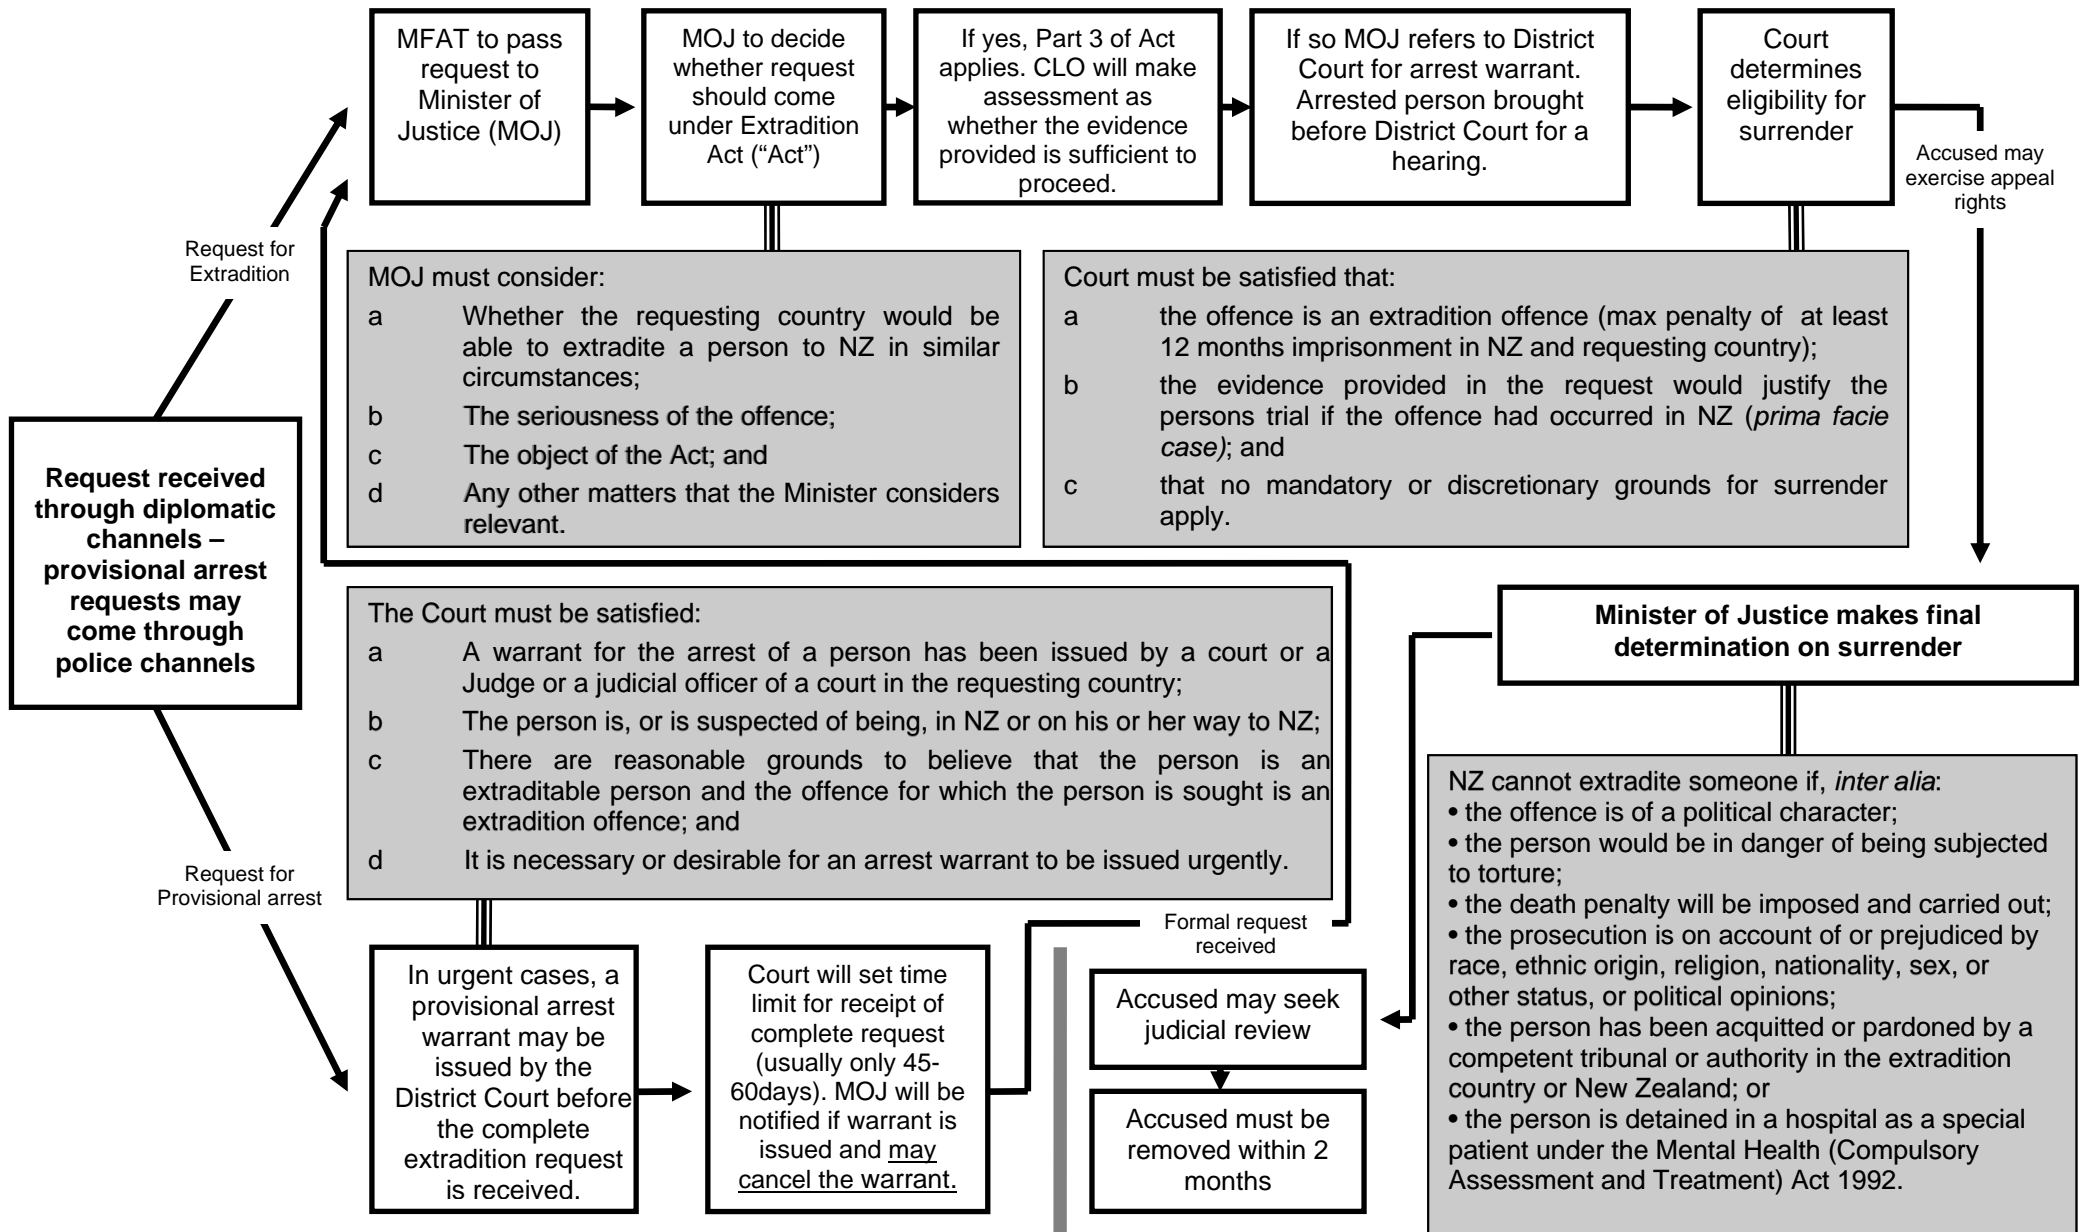 MFAT to pass
request to
Minister of
Justice (MOJ)
MOJ to decide
whether request
should come
under Extradition
Act (“Act”)
If yes, Part 3 of Act
applies. CLO will make
assessment as
whether the evidence
provided is sufficient to
proceed.
If so MOJ refers to District
Court for arrest warrant.
Arrested person brought
before District Court for a
hearing.
Court
determines
eligibility for
surrender
Accused may
exercise appeal
rights
Request for
Extradition
MOJ must consider:
a Whether the requesting country would be
able to extradite a person to NZ in similar
circumstances;
b The seriousness of the offence;
c The object of the Act; and
d Any other matters that the Minister considers
relevant.
Court must be satisfied that:
a the offence is an extradition offence (max penalty of at least
12 months imprisonment in NZ and requesting country);
b the evidence provided in the request would justify the
persons trial if the offence had occurred in NZ (prima facie
case); and
c that no mandatory or discretionary grounds for surrender
apply.
Request received
through diplomatic
channels –
provisional arrest
requests may
come through
police channels
The Court must be satisfied:
a A warrant for the arrest of a person has been issued by a court or a
Judge or a judicial officer of a court in the requesting country;
b The person is, or is suspected of being, in NZ or on his or her way to NZ;
c There are reasonable grounds to believe that the person is an
extraditable person and the offence for which the person is sought is an
extradition offence; and
d It is necessary or desirable for an arrest warrant to be issued urgently.
Minister of Justice makes final
determination on surrender
Request for
Provisional arrest
In urgent cases, a
provisional arrest
warrant may be
issued by the
District Court before
the complete
extradition request
is received.
Court will set time
limit for receipt of
complete request
(usually only 45-
60days). MOJ will be
notified if warrant is
issued and may
cancel the warrant.
Formal request
received
Accused may seek
judicial review
Accused must be
removed within 2
months
NZ cannot extradite someone if, inter alia:
• the offence is of a political character;
• the person would be in danger of being subjected
to torture;
• the death penalty will be imposed and carried out;
• the prosecution is on account of or prejudiced by
race, ethnic origin, religion, nationality, sex, or
other status, or political opinions;
• the person has been acquitted or pardoned by a
competent tribunal or authority in the extradition
country or New Zealand; or
• the person is detained in a hospital as a special
patient under the Mental Health (Compulsory
Assessment and Treatment) Act 1992.